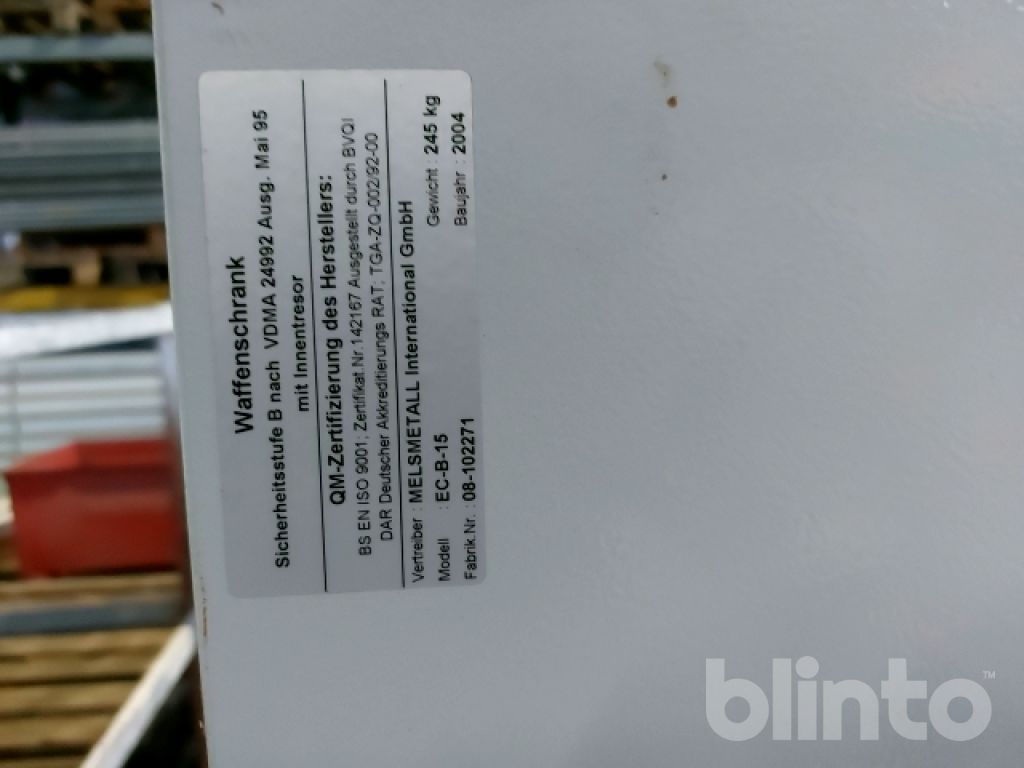 Waffenschrank
Sicherheitsstufe B nach VDMA 24992 Ausg. Mai 95
mit Innentresor
QM-Zertifizierung des Herstellers:
BS EN ISO 9001; Zertifikat.Nr.142167 Ausgestellt durch BVQI
DAR Deutscher Akkreditierungs RAT; TGA-ZQ-002/92-00
Vertreiber : MELSMETALL International GmbH
Modell : EC-B-15 Gewicht : 245 kg
Fabrik.Nr. : 08-102271 Baujahr : 2004
blinto™